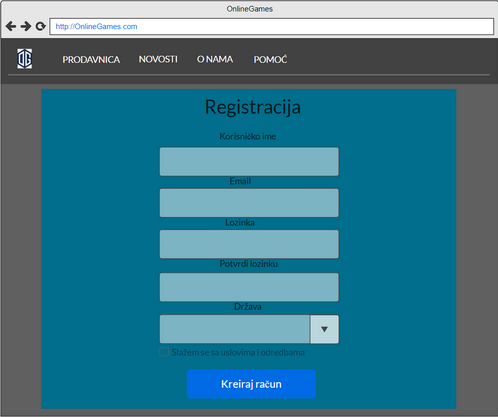 OnlineGames
http://OnlineGames.com
OG PRODAVNICA NOVOSTI O NAMA POMOĆ
Registracija
Korisničko ime
Email
Lozinka
Potvrdi lozinku
Država
Slažem se sa uslovima i odredbama
Kreiraj račun